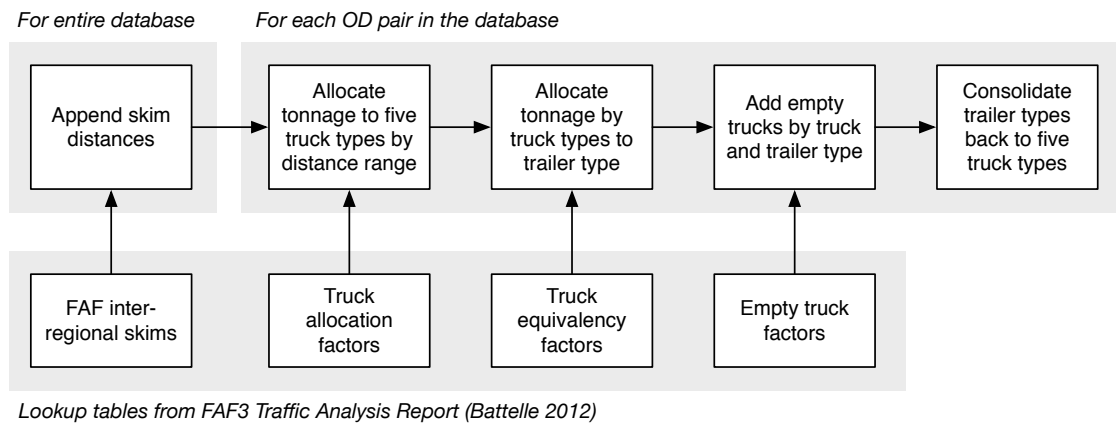 For entire database
For each OD pair in the database
Append skim
distances
Allocate
tonnage to five
truck types by
distance range
Allocate
tonnage by
truck types to
trailer type
Add empty
trucks by truck
and trailer type
Consolidate
trailer types
back to five
truck types
FAF inter-
regional skims
Truck
allocation
factors
Truck
equivalency
factors
Empty truck
factors
Lookup tables from FAF3 Traffic Analysis Report (Battelle 2012)